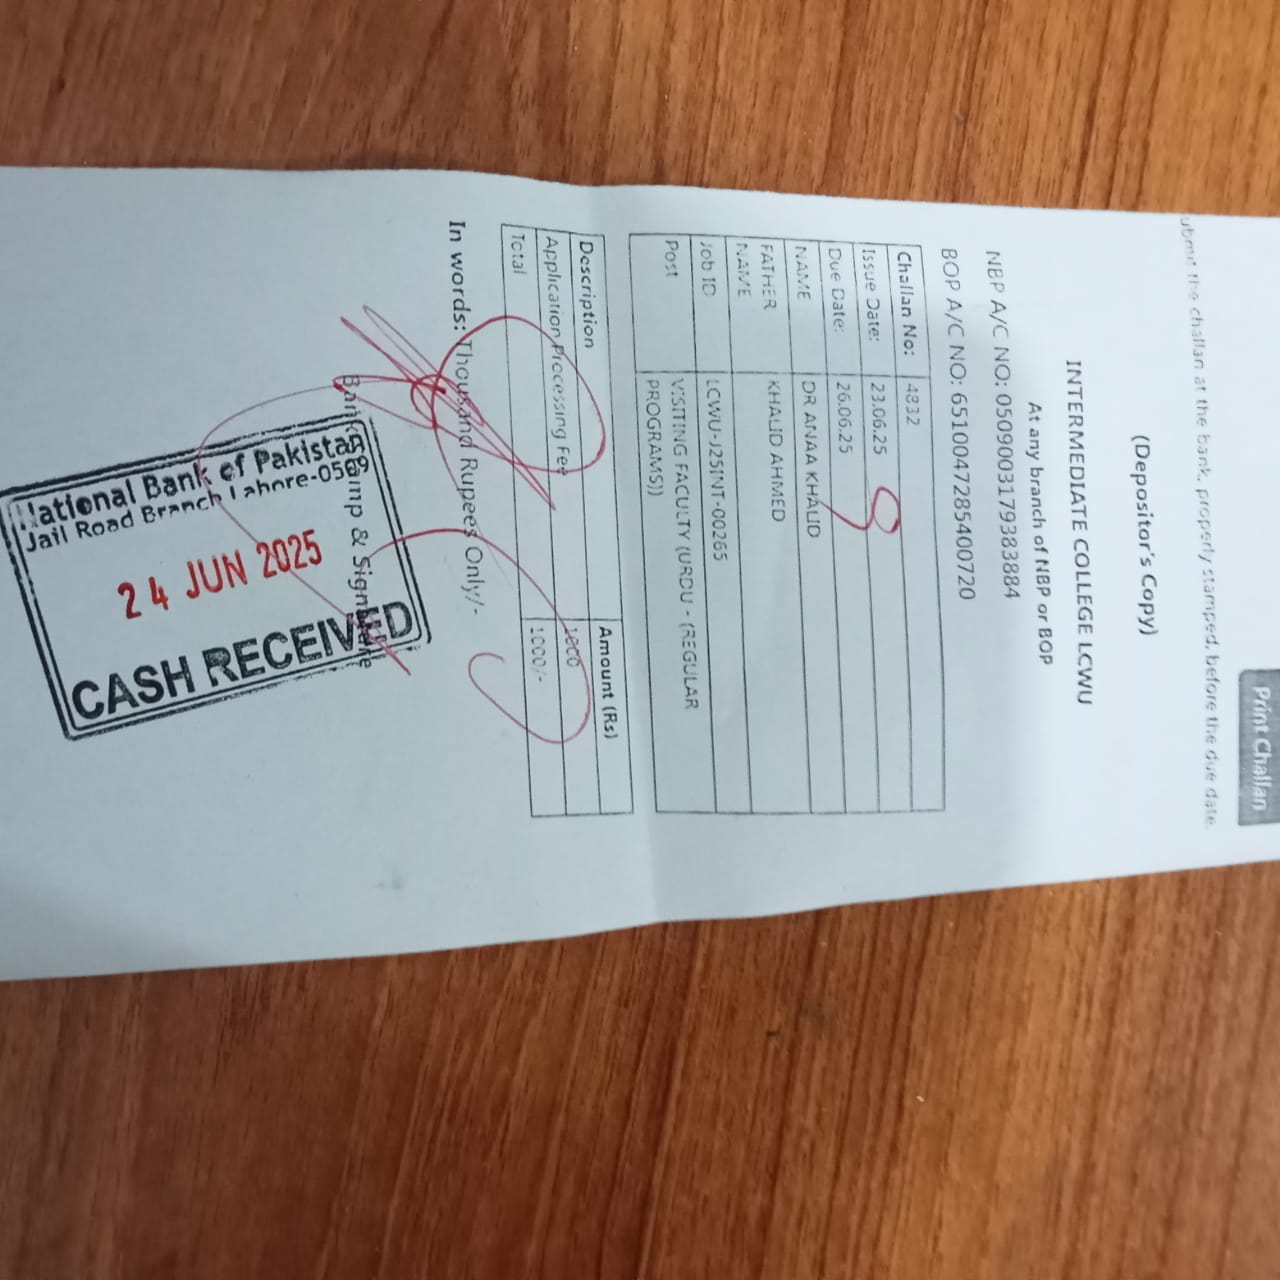 Print Challan
ubmit the challan at the bank, properly stamped, before the due date.
(Depositor's Copy)
INTERMEDIATE COLLEGE LCWU
At any branch of NBP or BOP
NBP A/C NO: 05090031793838884
BOP A/C NO: 6510047285400720
Challan No: 4832
Issue Date: 23.06.25
Due Date: 26.06.25
NAME DR ANAA KHALID
FATHER NAME KHALID AHMED
Job ID LCWU-J25INT-00265
Post VISITING FACULTY (URDU - (REGULAR
PROGRAMS))
Description Amount (Rs)
Application Processing Fee 1000
Total 1000/-
In words: Thousand Rupees Only/-
Bank Stamp & Signature
National Bank of Pakistan
Jail Road Branch Lahore-0509
24 JUN 2025
CASH RECEIVED